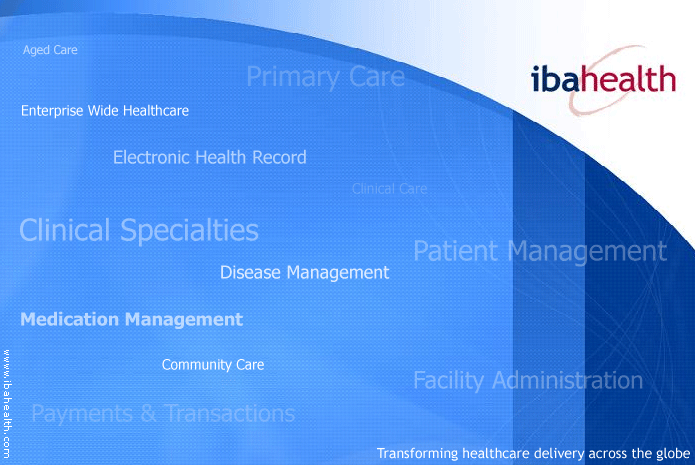 Aged Care
Primary Care
ibahealth
Enterprise Wide Healthcare
Electronic Health Record
Clinical Care
Clinical Specialties
Patient Management
Disease Management
Medication Management
Community Care
Facility Administration
Payments & Transactions
www.ibahealth.com
Transforming healthcare delivery across the globe